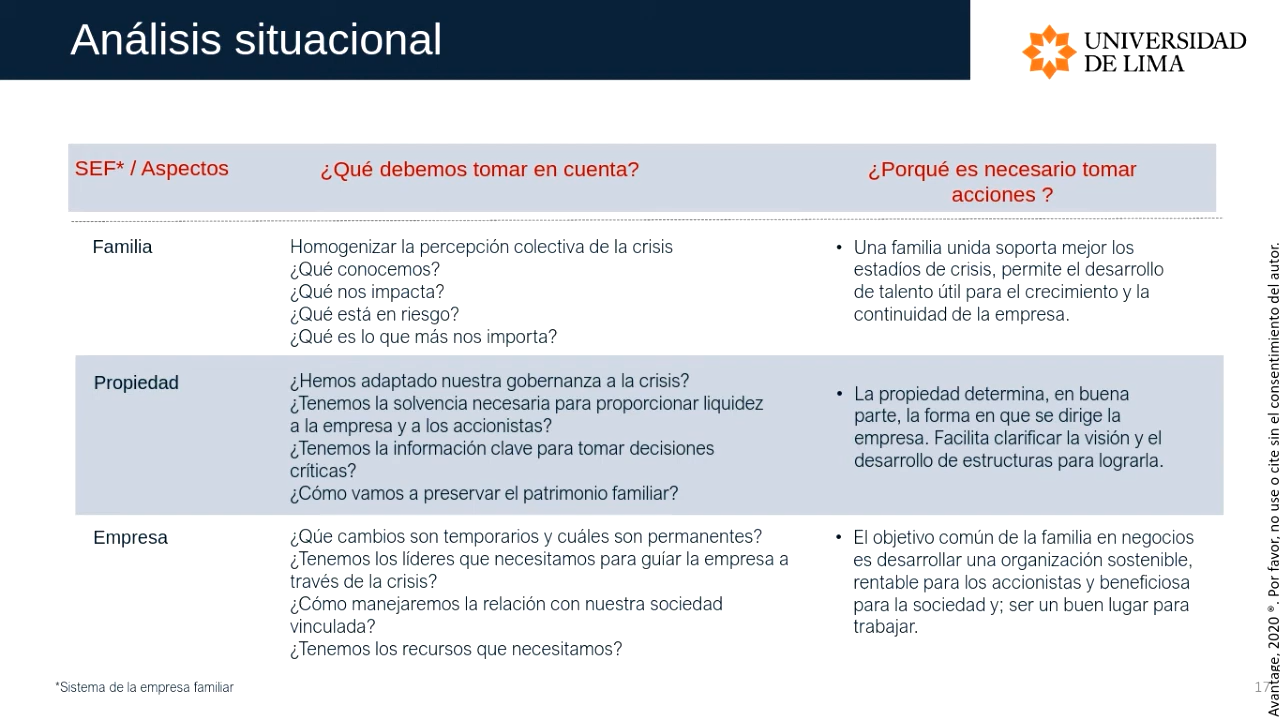 Análisis situacional
UNIVERSIDAD
DE LIMA
SEF* / Aspectos
¿Qué debemos tomar en cuenta?
¿Porqué es necesario tomar
acciones ?
Familia
Homogenizar la percepción colectiva de la crisis
¿Qué conocemos?
¿Qué nos impacta?
¿Qué está en riesgo?
¿Qué es lo que más nos importa?
• Una familia unida soporta mejor los
estadíos de crisis, permite el desarrollo
de talento útil para el crecimiento y la
continuidad de la empresa.
Propiedad
¿Hemos adaptado nuestra gobernanza a la crisis?
¿Tenemos la solvencia necesaria para proporcionar liquidez
a la empresa y a los accionistas?
¿Tenemos la información clave para tomar decisiones
críticas?
¿Cómo vamos a preservar el patrimonio familiar?
• La propiedad determina, en buena
parte, la forma en que se dirige la
empresa. Facilita clarificar la visión y el
desarrollo de estructuras para lograrla.
Empresa
¿Qúe cambios son temporarios y cuáles son permanentes?
¿Tenemos los líderes que necesitamos para guíar la empresa a
través de la crisis?
¿Cómo manejaremos la relación con nuestra sociedad
vinculada?
¿Tenemos los recursos que necesitamos?
• El objetivo común de la familia en negocios
es desarrollar una organización sostenible,
rentable para los accionistas y beneficiosa
para la sociedad y; ser un buen lugar para
trabajar.
*Sistema de la empresa familiar
17
Avantage, 2020 ®. Por favor, no use o cite sin el consentimiento del autor.